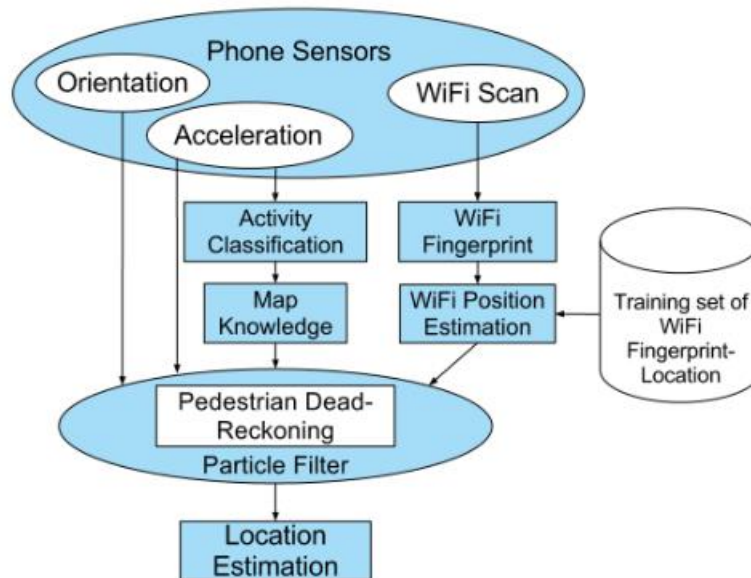 Phone Sensors
Orientation
WiFi Scan
Acceleration
Activity
Classification
WiFi
Fingerprint
Map
Knowledge
WiFi Position
Estimation
Training set of
WiFi
Fingerprint-
Location
Pedestrian Dead-
Reckoning
Particle Filter
Location
Estimation